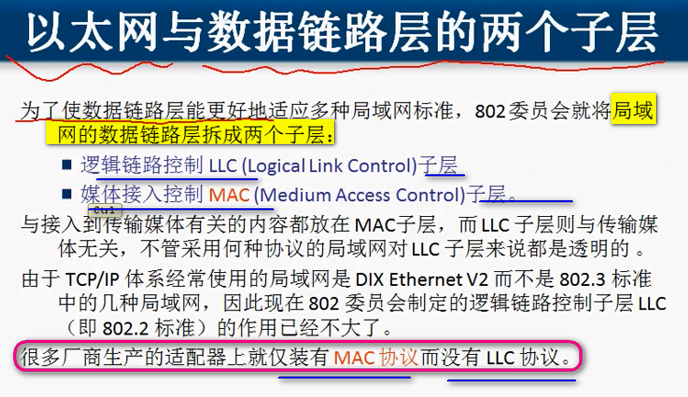 以太网与数据链路层的两个子层
为了使数据链路层能更好地适应多种局域网标准，802 委员会就将局域
网的数据链路层拆成两个子层：
■ 逻辑链路控制 LLC (Logical Link Control)子层
■ 媒体接入控制 MAC (Medium Access Control)子层。
Ctrl
与接入到传输媒体有关的内容都放在 MAC子层，而 LLC 子层则与传输媒
体无关，不管采用何种协议的局域网对 LLC 子层来说都是透明的 。
由于 TCP/IP 体系经常使用的局域网是 DIX Ethernet V2 而不是 802.3 标准
中的几种局域网，因此现在 802 委员会制定的逻辑链路控制子层 LLC
（即 802.2 标准）的作用已经不大了。
很多厂商生产的适配器上就仅装有 MAC 协议而没有 LLC 协议。